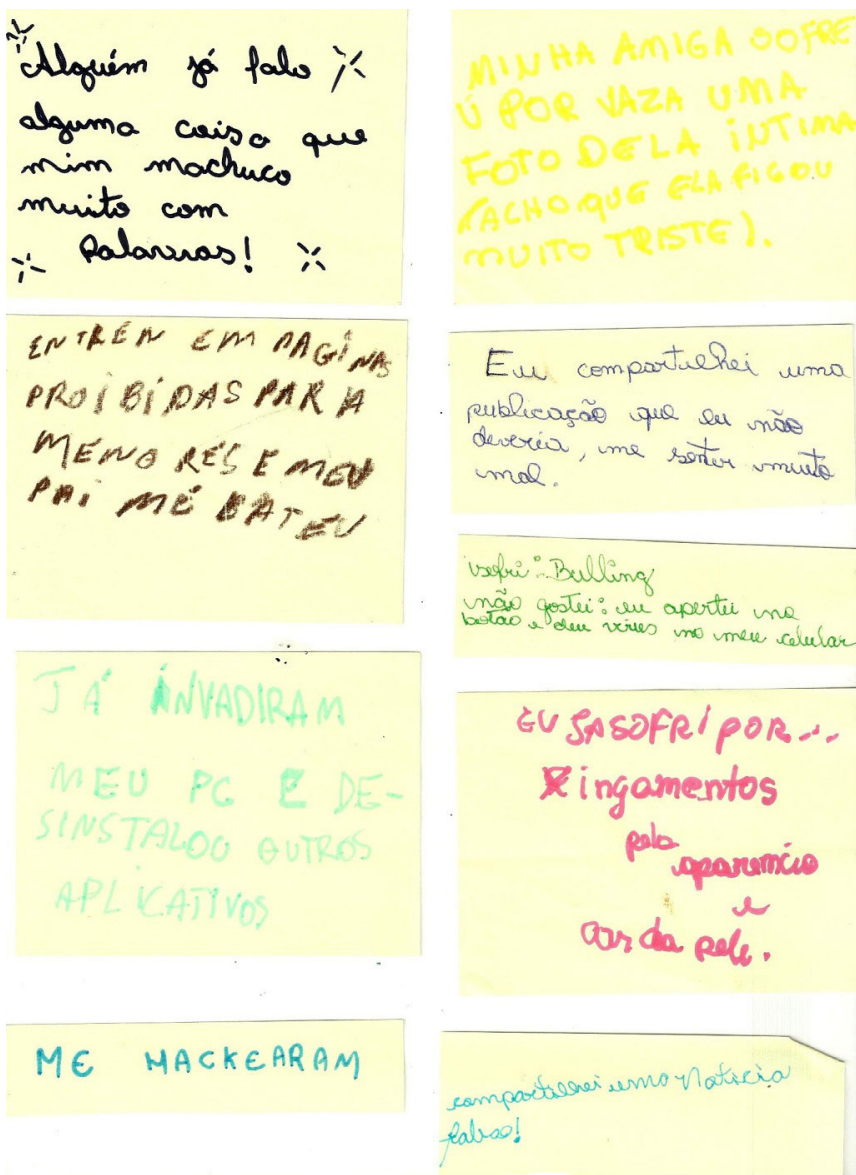 Alguém já falo
alguma coisa que
mim machuco
muito com
Palavras!
MINHA AMIGA SOFRE
U POR VAZA UMA
FOTO DELA INTIMA
(ACHO QUE ELA FIGOU
MUITO TRISTE).
ENTREN EM PAGINAS
PROIBIDAS PARA
MENORES E MEU
PAI ME BATEU
Eu compartilhei uma
publicação que eu não
deveria, me senter muito
mal.
sofri: Bulling
não gostei: eu apertei no
botão e deu virus no meu celular
JÁ INVADIRAM
MEU PC E DE-
SINSTALOU OUTROS
APLICATIVOS
EU JA SOFRI POR...
Xingamentos
pela
aparencia
e
cor da pele.
ME HACKEARAM
compartilhei uma Noticia
falsa!